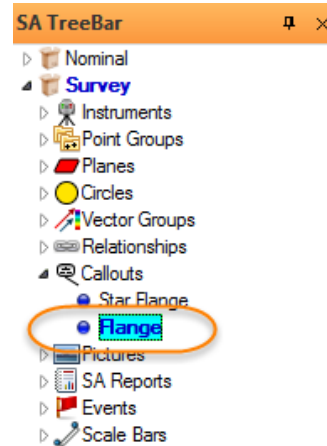 SA TreeBar
Nominal
Survey
Instruments
Point Groups
Planes
Circles
Vector Groups
Relationships
Callouts
Star Flange
Flange
Pictures
SA Reports
Events
Scale Bars